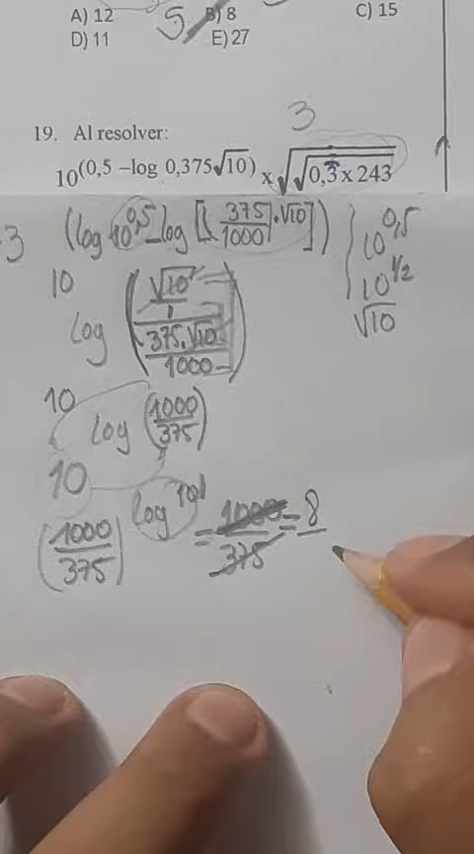 A) 12 5 B) 8 C) 15
D) 11 E) 27
3
19. Al resolver:
10^(0,5 –log 0,375√10) x √√0,3 x 243
3 (log 10^0,5 - log [ 375/1000 · √10 ]) 10^0,5
10 10^1/2
log (√10/1 / 375·√10/1000) √10
10 log (1000/375)
10
(1000/375)^log 10 = 1000/375 = 8